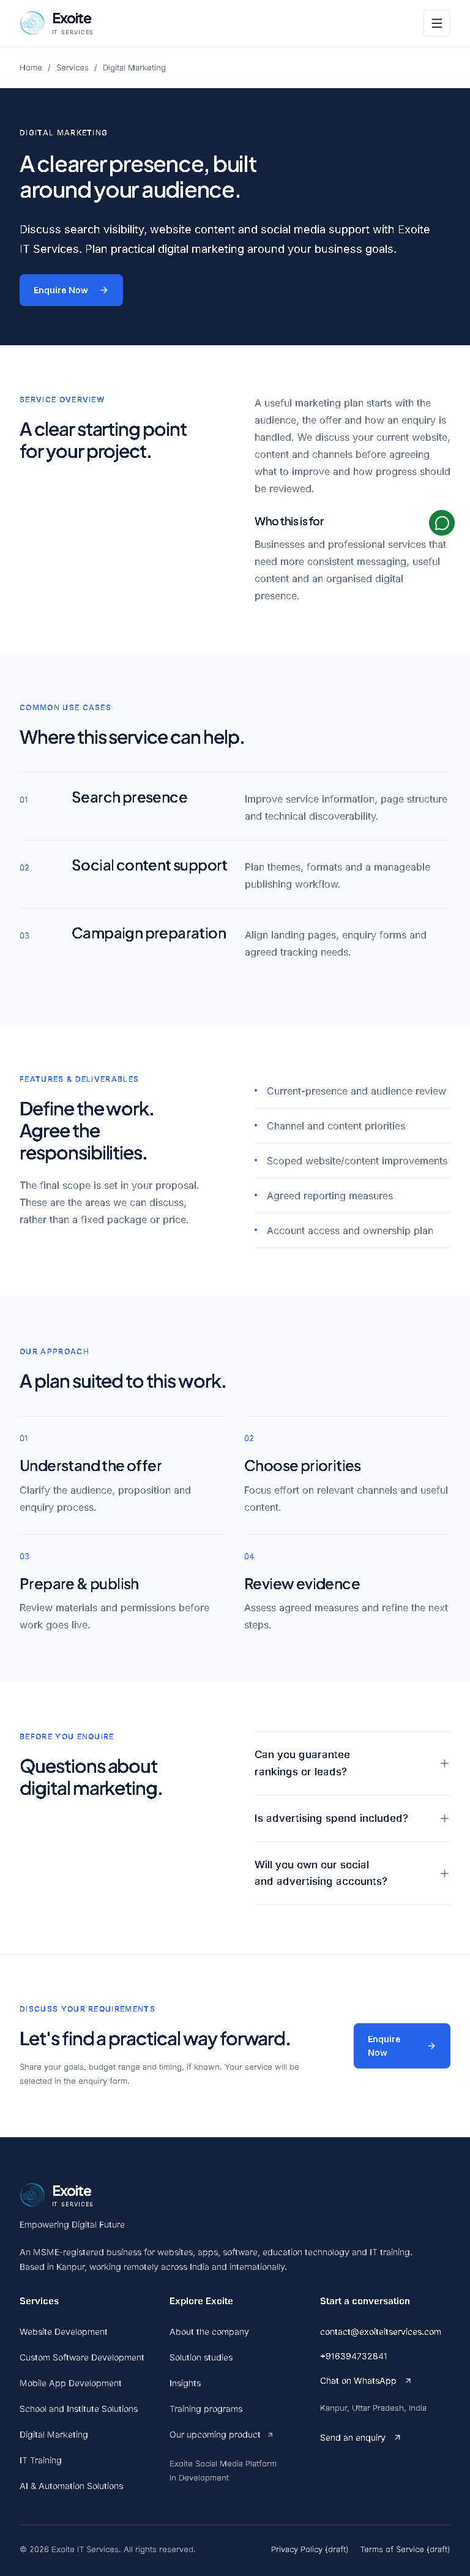 Exoite
IT SERVICES
Home / Services / Digital Marketing
DIGITAL MARKETING
A clearer presence, built
around your audience.
Discuss search visibility, website content and social media support with Exoite
IT Services. Plan practical digital marketing around your business goals.
Enquire Now
SERVICE OVERVIEW
A clear starting point
for your project.
A useful marketing plan starts with the
audience, the offer and how an enquiry is
handled. We discuss your current website,
content and channels before agreeing
what to improve and how progress should
be reviewed.
Who this is for
Businesses and professional services that
need more consistent messaging, useful
content and an organised digital
presence.
COMMON USE CASES
Where this service can help.
01
Search presence
Improve service information, page structure
and technical discoverability.
02
Social content support
Plan themes, formats and a manageable
publishing workflow.
03
Campaign preparation
Align landing pages, enquiry forms and
agreed tracking needs.
FEATURES & DELIVERABLES
Define the work.
Agree the
responsibilities.
The final scope is set in your proposal.
These are the areas we can discuss,
rather than a fixed package or price.
Current-presence and audience review
Channel and content priorities
Scoped website/content improvements
Agreed reporting measures
Account access and ownership plan
OUR APPROACH
A plan suited to this work.
01
Understand the offer
Clarify the audience, proposition and
enquiry process.
02
Choose priorities
Focus effort on relevant channels and useful
content.
03
Prepare & publish
Review materials and permissions before
work goes live.
04
Review evidence
Assess agreed measures and refine the next
steps.
BEFORE YOU ENQUIRE
Questions about
digital marketing.
Can you guarantee
rankings or leads?
Is advertising spend included?
Will you own our social
and advertising accounts?
DISCUSS YOUR REQUIREMENTS
Let's find a practical way forward.
Share your goals, budget range and timing, if known. Your service will be
selected in the enquiry form.
Enquire
Now
Exoite
IT SERVICES
Empowering Digital Future
An MSME-registered business for websites, apps, software, education technology and IT training.
Based in Kanpur, working remotely across India and internationally.
Services
Website Development
Custom Software Development
Mobile App Development
School and Institute Solutions
Digital Marketing
IT Training
AI & Automation Solutions
Explore Exoite
About the company
Solution studies
Insights
Training programs
Our upcoming product
Exoite Social Media Platform
In Development
Start a conversation
contact@exoiteitservices.com
+916394732841
Chat on WhatsApp
Kanpur, Uttar Pradesh, India
Send an enquiry
© 2026 Exoite IT Services. All rights reserved.
Privacy Policy (draft) Terms of Service (draft)